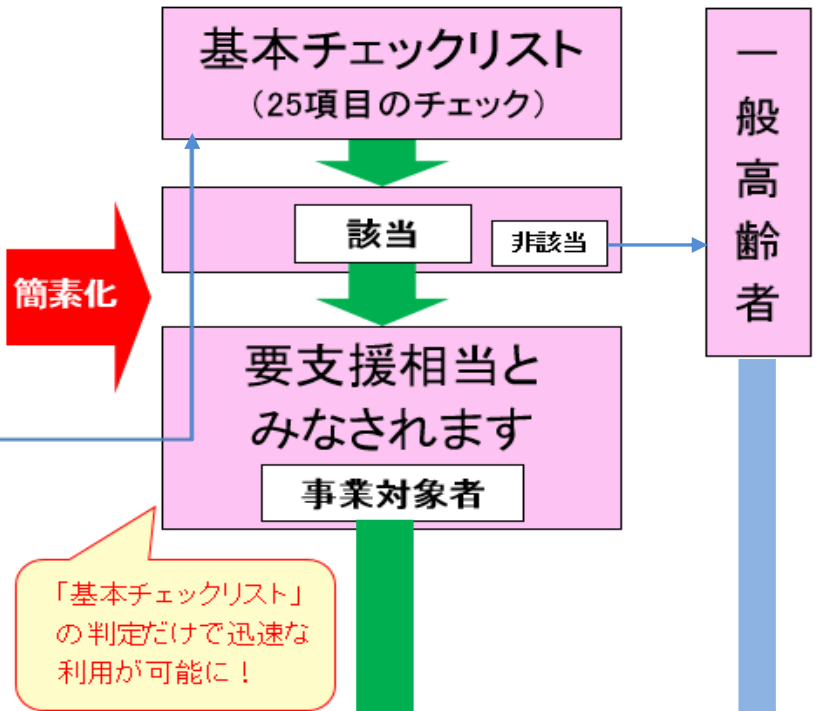 基本チェックリスト
（25項目のチェック）
一般高齢者
該当
非該当
簡素化
要支援相当と
みなされます
事業対象者
「基本チェックリスト」
の判定だけで迅速な
利用が可能に！